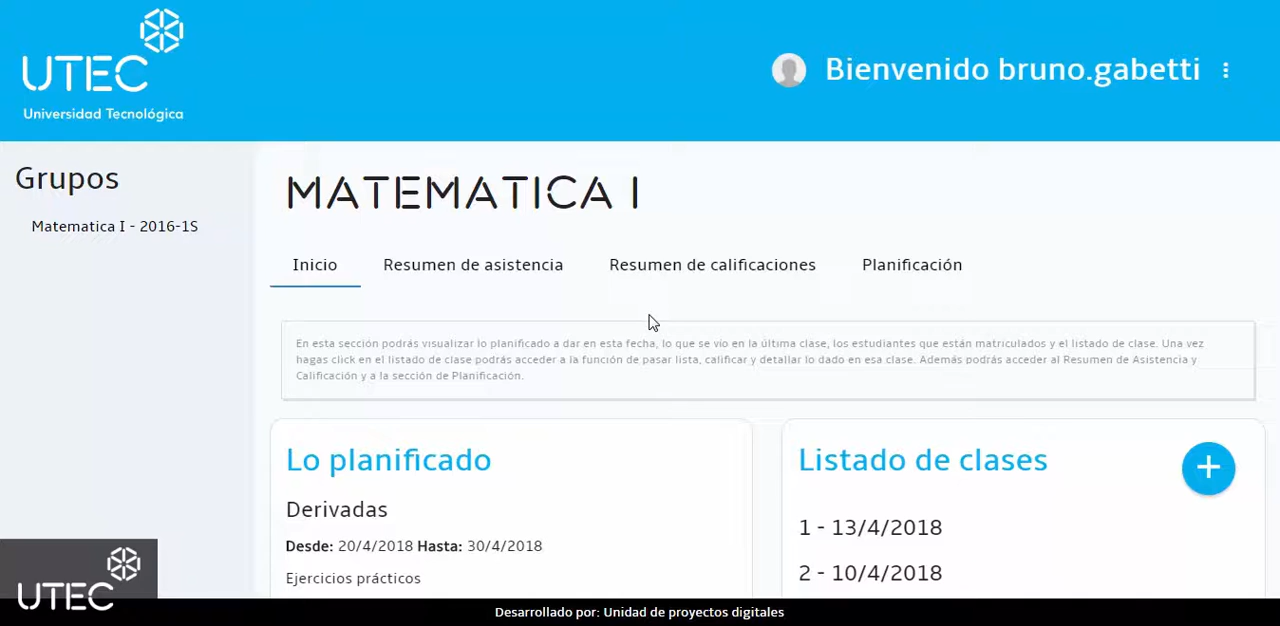 UTEC
Universidad Tecnológica
Bienvenido bruno.gabetti
Grupos
Matematica I - 2016-1S
MATEMATICA I
Inicio
Resumen de asistencia
Resumen de calificaciones
Planificación
En esta sección podrás visualizar lo planificado a dar en esta fecha, lo que se vio en la última clase, los estudiantes que están matriculados y el listado de clase. Una vez
hagas click en el listado de clase podrás acceder a la función de pasar lista, calificar y detallar lo dado en esa clase. Además podrás acceder al Resumen de Asistencia y
Calificación y a la sección de Planificación.
Lo planificado
Derivadas
Desde: 20/4/2018 Hasta: 30/4/2018
Ejercicios prácticos
Listado de clases
+
1 - 13/4/2018
2 - 10/4/2018
UTEC
Desarrollado por: Unidad de proyectos digitales